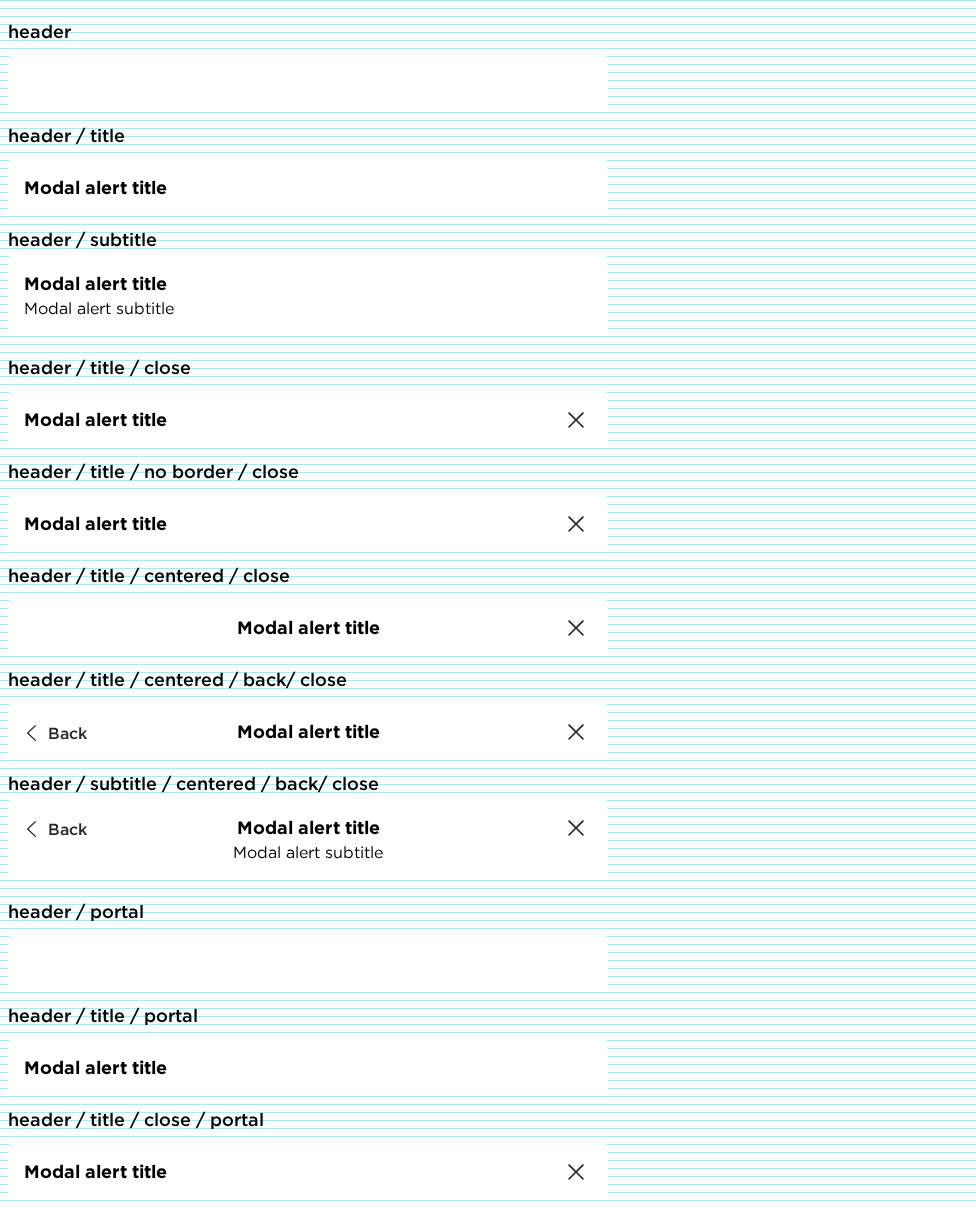 header
header / title
Modal alert title
header / subtitle
Modal alert title
Modal alert subtitle
header / title / close
Modal alert title
header / title / no border / close
Modal alert title
header / title / centered / close
Modal alert title
header / title / centered / back/ close
Back Modal alert title
header / subtitle / centered / back/ close
Back Modal alert title
Modal alert subtitle
header / portal
header / title / portal
Modal alert title
header / title / close / portal
Modal alert title